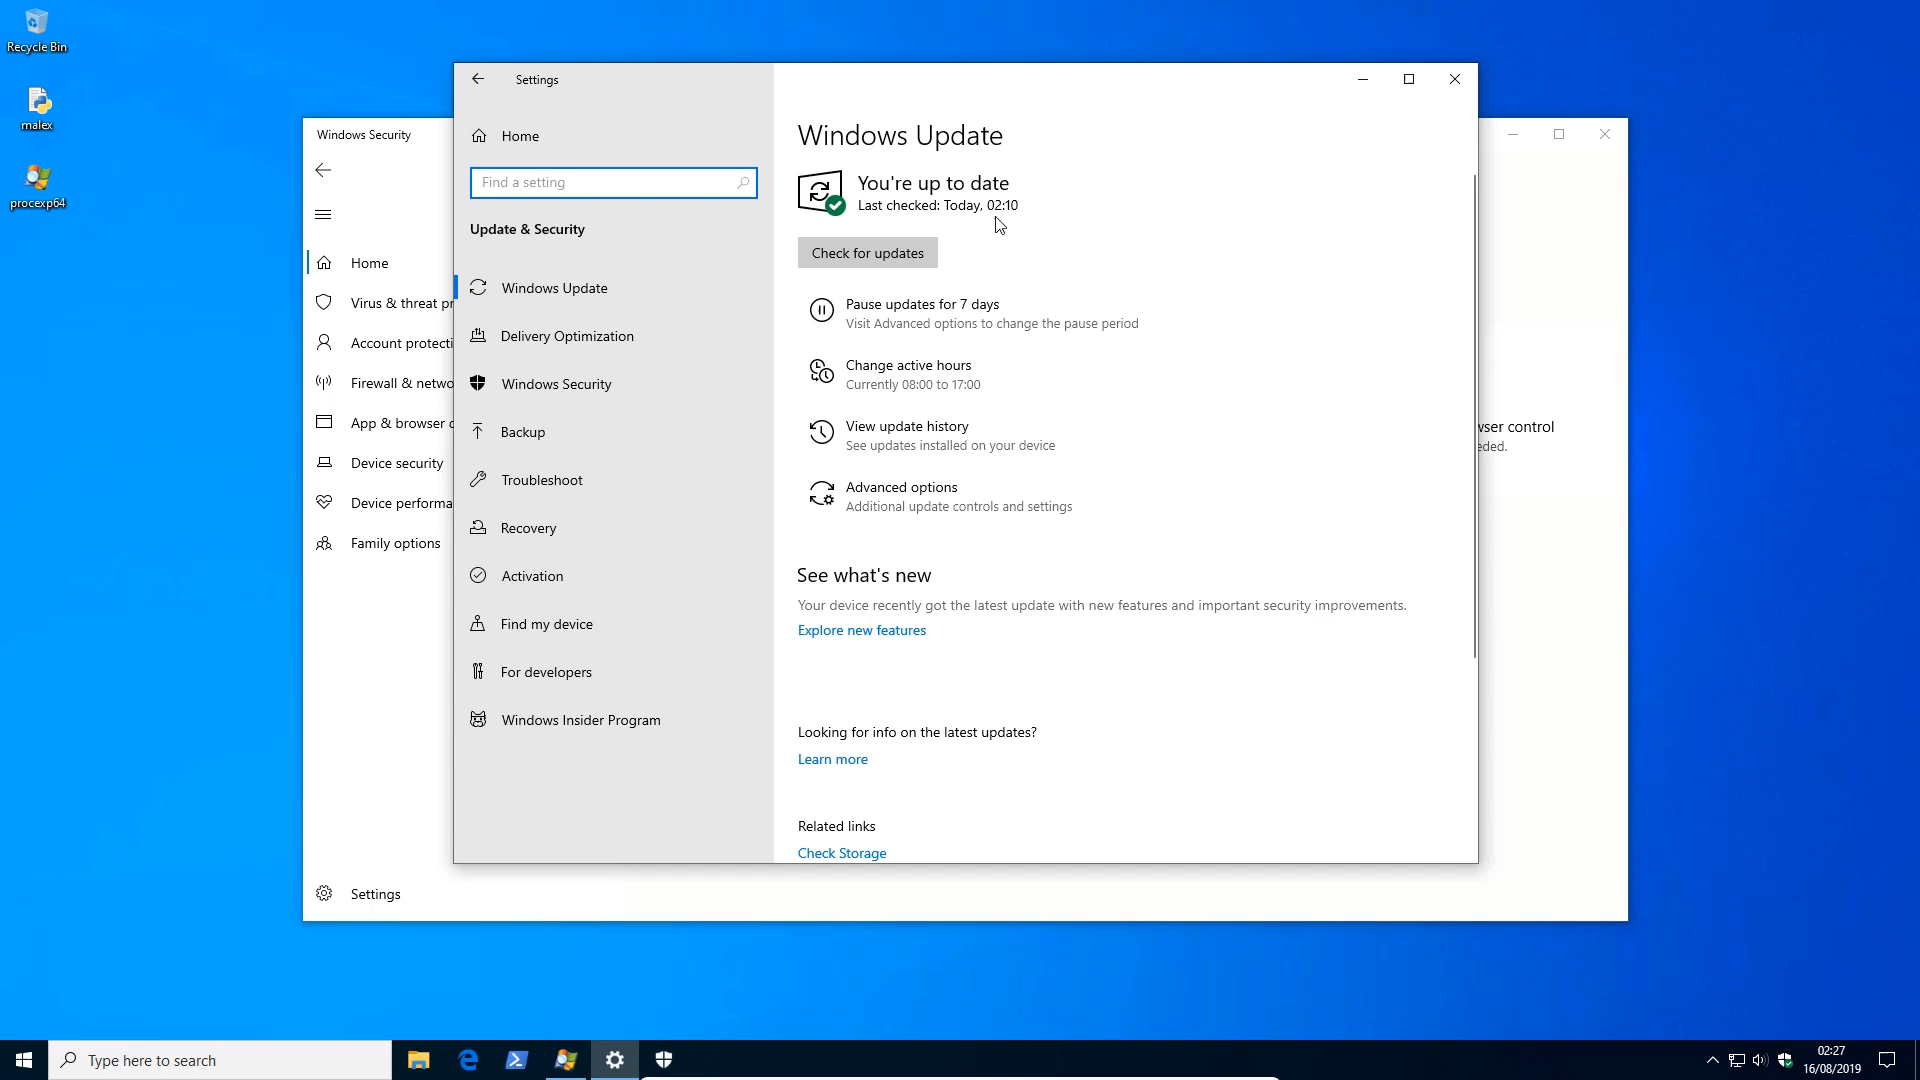 Recycle Bin
malex
procexp64
Windows Security
Home
Virus & threat pr
Account protecti
Firewall & netwo
App & browser c
Device security
Device performa
Family options
Settings
Settings
Home
Find a setting
Update & Security
Windows Update
Delivery Optimization
Windows Security
Backup
Troubleshoot
Recovery
Activation
Find my device
For developers
Windows Insider Program
Windows Update
You're up to date
Last checked: Today, 02:10
Check for updates
Pause updates for 7 days
Visit Advanced options to change the pause period
Change active hours
Currently 08:00 to 17:00
View update history
See updates installed on your device
Advanced options
Additional update controls and settings
See what's new
Your device recently got the latest update with new features and important security improvements.
Explore new features
Looking for info on the latest updates?
Learn more
Related links
Check Storage
wser control
eded.
Type here to search
02:27
16/08/2019